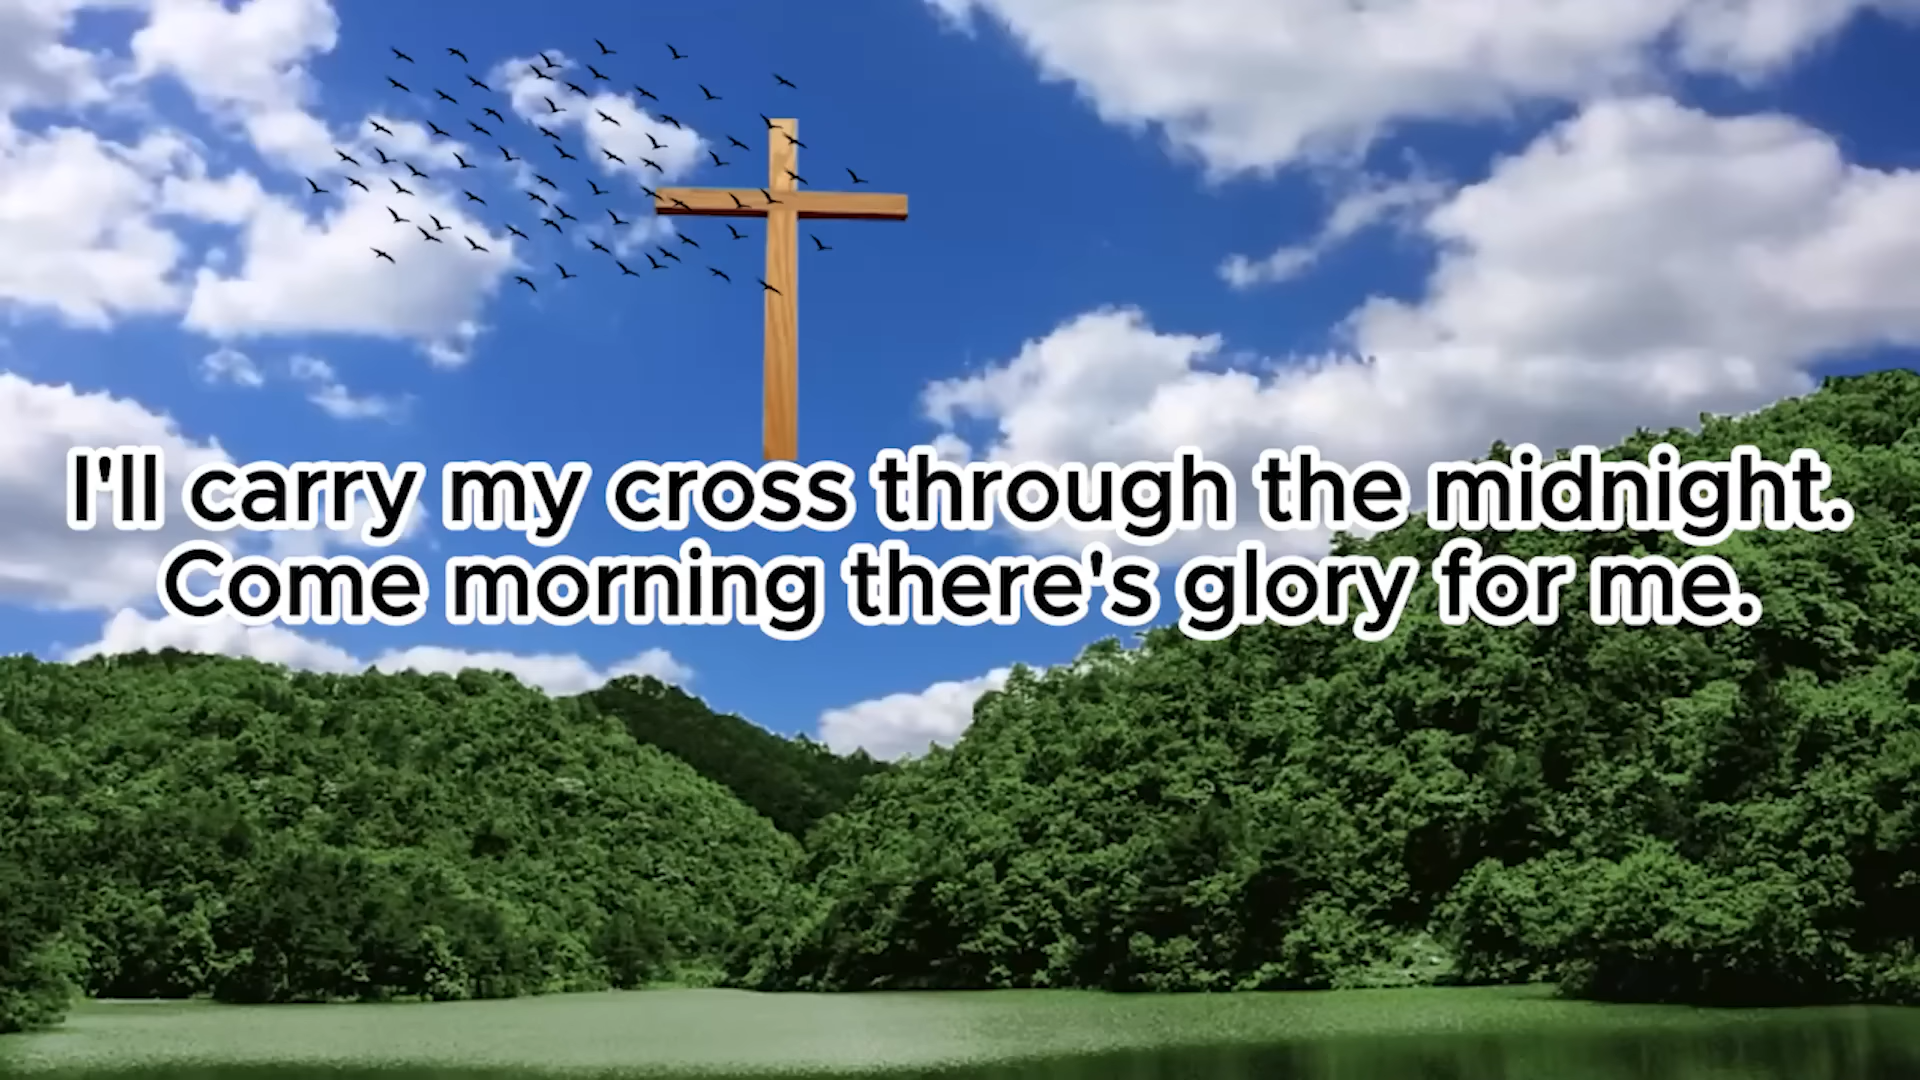 I'll carry my cross through the midnight.
Come morning there's glory for me.